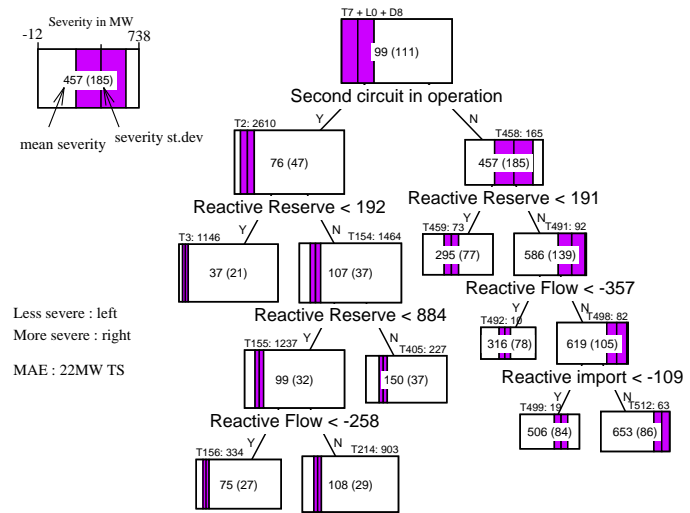 Severity in MW
-12 738
457 (185)
mean severity
severity st.dev
T7 + L0 + D8
99 (111)
Second circuit in operation
Y N
T2: 2610
76 (47)
T458: 165
457 (185)
Reactive Reserve < 192
Reactive Reserve < 191
Y N
Y N
T3: 1146
37 (21)
T154: 1464
107 (37)
T459: 73
295 (77)
T491: 92
586 (139)
Reactive Reserve < 884
Reactive Flow < -357
Y N
Y N
Less severe : left
More severe : right
MAE : 22MW TS
T155: 1237
99 (32)
T405: 227
150 (37)
T492: 10
316 (78)
T498: 82
619 (105)
Reactive Flow < -258
Reactive import < -109
Y N
Y N
T156: 334
75 (27)
T214: 903
108 (29)
T499: 19
506 (84)
T512: 63
653 (86)